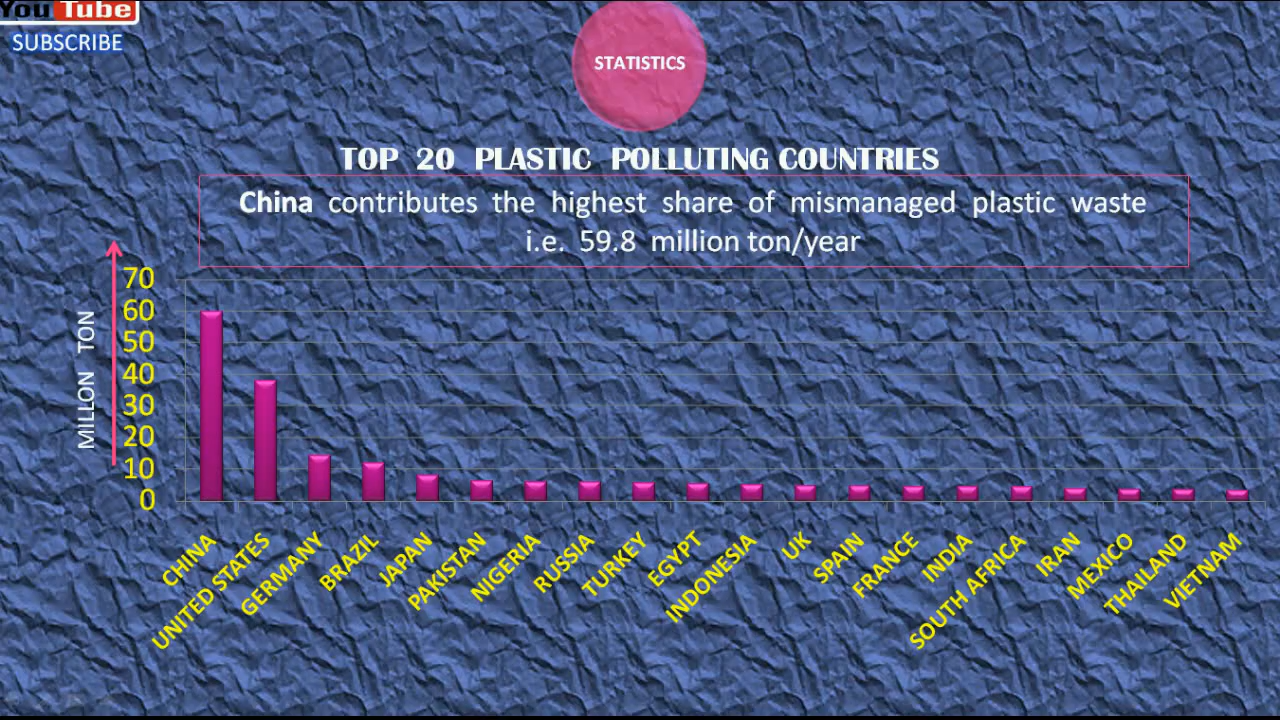 You Tube
SUBSCRIBE
STATISTICS
TOP 20 PLASTIC POLLUTING COUNTRIES
China contributes the highest share of mismanaged plastic waste
i.e. 59.8 million ton/year
MILLON TON
70
60
50
40
30
20
10
0
CHINA
UNITED STATES
GERMANY
BRAZIL
JAPAN
PAKISTAN
NIGERIA
RUSSIA
TURKEY
EGYPT
INDONESIA
UK
SPAIN
FRANCE
INDIA
SOUTH AFRICA
IRAN
MEXICO
THAILAND
VIETNAM